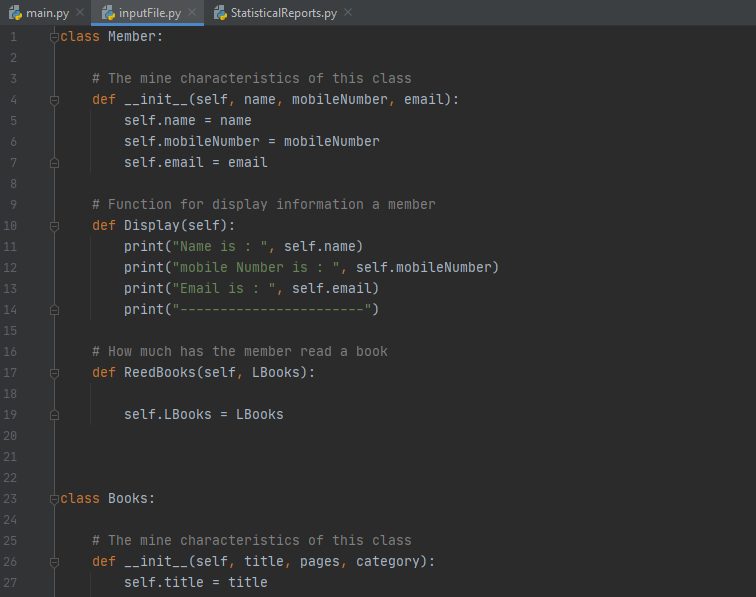 main.py inputFile.py StatisticalReports.py
1 class Member:
2
3 # The mine characteristics of this class
4 def __init__(self, name, mobileNumber, email):
5 self.name = name
6 self.mobileNumber = mobileNumber
7 self.email = email
8
9 # Function for display information a member
10 def Display(self):
11 print("Name is : ", self.name)
12 print("mobile Number is : ", self.mobileNumber)
13 print("Email is : ", self.email)
14 print("-----------------------")
15
16 # How much has the member read a book
17 def ReedBooks(self, LBooks):
18
19 self.LBooks = LBooks
20
21
22
23 class Books:
24
25 # The mine characteristics of this class
26 def __init__(self, title, pages, category):
27 self.title = title